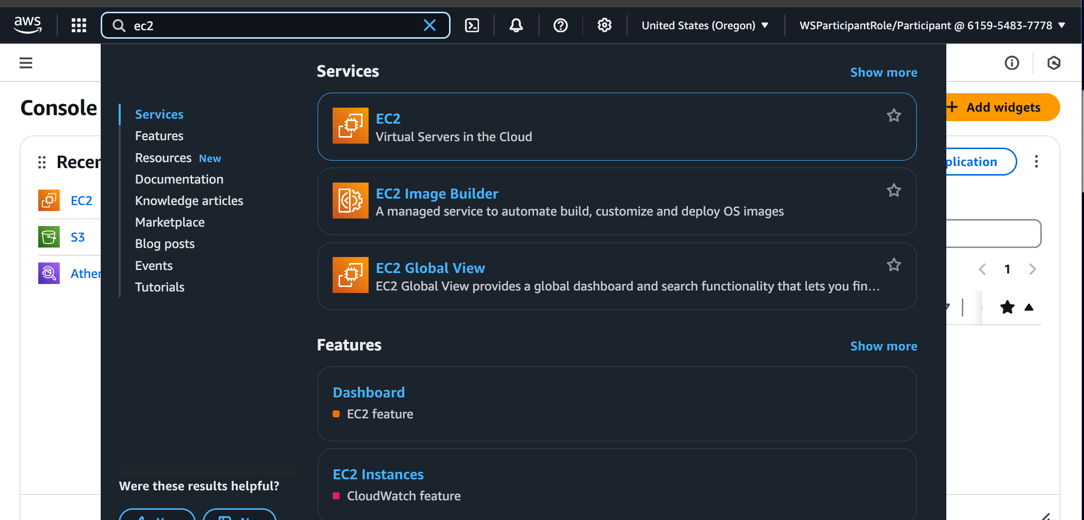 aws
ec2
United States (Oregon)
WSParticipantRole/Participant @ 6159-5483-7778
Console
Add widgets
Recen
plication
EC2
S3
Ather
1
Services
Features
Resources New
Documentation
Knowledge articles
Marketplace
Blog posts
Events
Tutorials
Were these results helpful?
Services
Show more
EC2
Virtual Servers in the Cloud
EC2 Image Builder
A managed service to automate build, customize and deploy OS images
EC2 Global View
EC2 Global View provides a global dashboard and search functionality that lets you fin...
Features
Show more
Dashboard
EC2 feature
EC2 Instances
CloudWatch feature